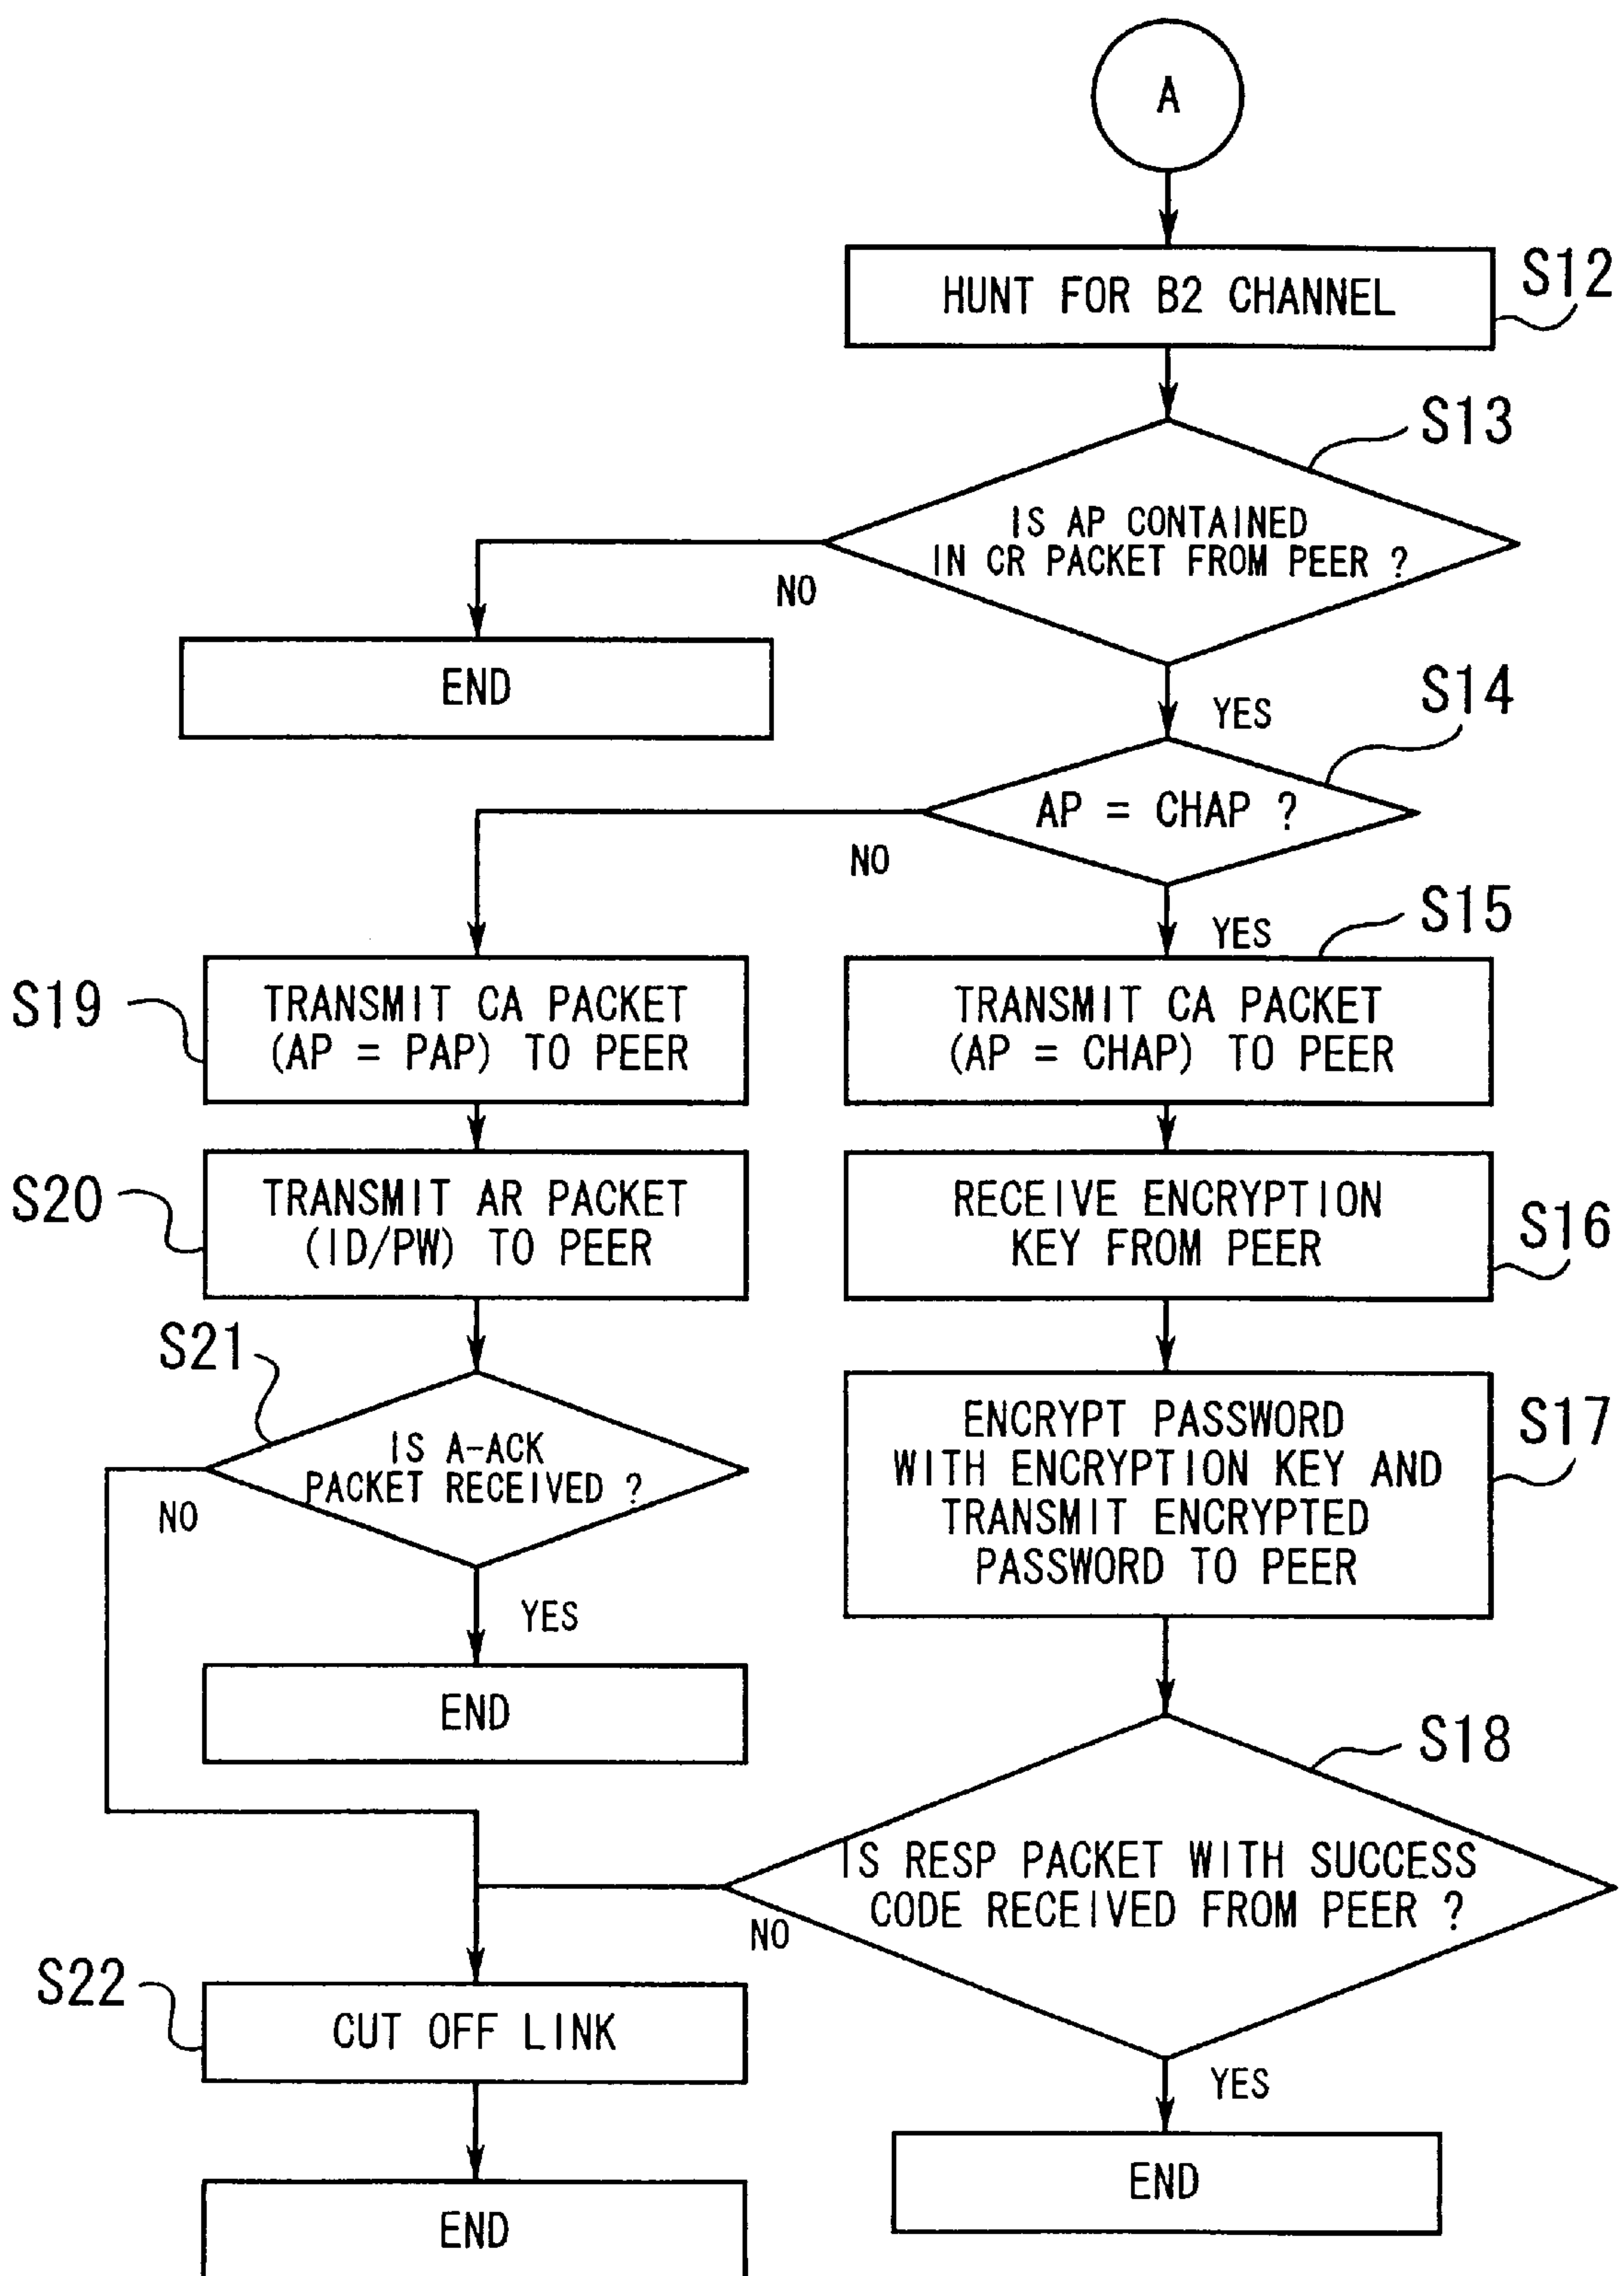 A
HUNT FOR B2 CHANNEL
S12
S13
IS AP CONTAINED
IN CR PACKET FROM PEER ?
NO
END
YES
S14
AP = CHAP ?
NO
YES
S15
S19
TRANSMIT CA PACKET
(AP = PAP) TO PEER
TRANSMIT CA PACKET
(AP = CHAP) TO PEER
S20
TRANSMIT AR PACKET
(ID/PW) TO PEER
RECEIVE ENCRYPTION
KEY FROM PEER
S16
S21
IS A-ACK
PACKET RECEIVED ?
NO
YES
END
ENCRYPT PASSWORD
WITH ENCRYPTION KEY AND
TRANSMIT ENCRYPTED
PASSWORD TO PEER
S17
S18
IS RESP PACKET WITH SUCCESS
CODE RECEIVED FROM PEER ?
NO
YES
S22
CUT OFF LINK
END
END